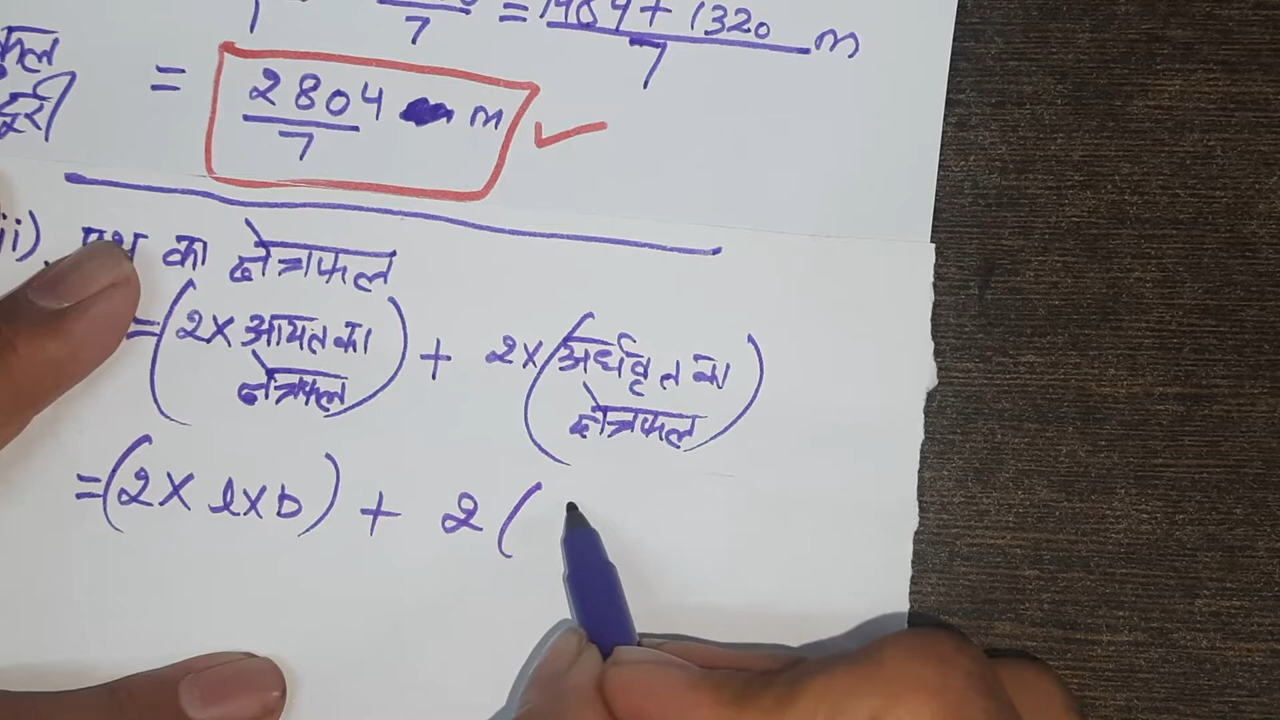 7 = 1484 + 1320 m
7
कुल
दूरी = 2804 m
7
ii). पथ का क्षेत्रफल
= (2 × आयत का क्षेत्रफल) + 2 × (अर्धवृत का क्षेत्रफल)
= (2 × l × b) + 2 (